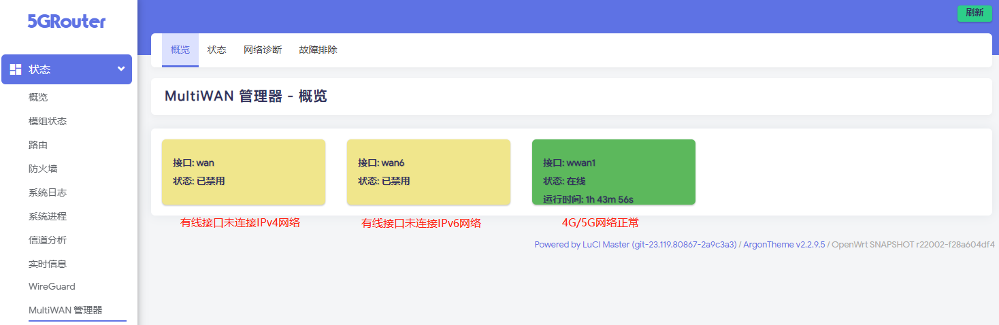 5GRouter
刷新
状态
概览
模组状态
路由
防火墙
系统日志
系统进程
信道分析
实时信息
WireGuard
MultiWAN 管理器
概览 状态 网络诊断 故障排除
MultiWAN 管理器 - 概览
接口: wan
状态: 已禁用
接口: wan6
状态: 已禁用
接口: wwan1
状态: 在线
运行时间: 1h 43m 56s
有线接口未连接IPv4网络
有线接口未连接IPv6网络
4G/5G网络正常
Powered by LuCI Master (git-23.119.80867-2a9c3a3) / ArgonTheme v2.2.9.5 / OpenWrt SNAPSHOT r22002-f28a604df4